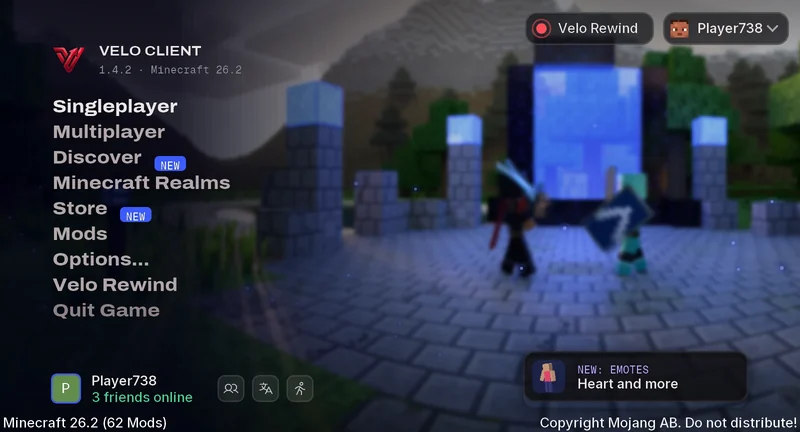 Velo Rewind
Player738
VELO CLIENT
1.4.2 · Minecraft 26.2
Singleplayer
Multiplayer
Discover NEW
Minecraft Realms
Store NEW
Mods
Options...
Velo Rewind
Quit Game
P
Player738
3 friends online
NEW: EMOTES
Heart and more
Minecraft 26.2 (62 Mods)
Copyright Mojang AB. Do not distribute!